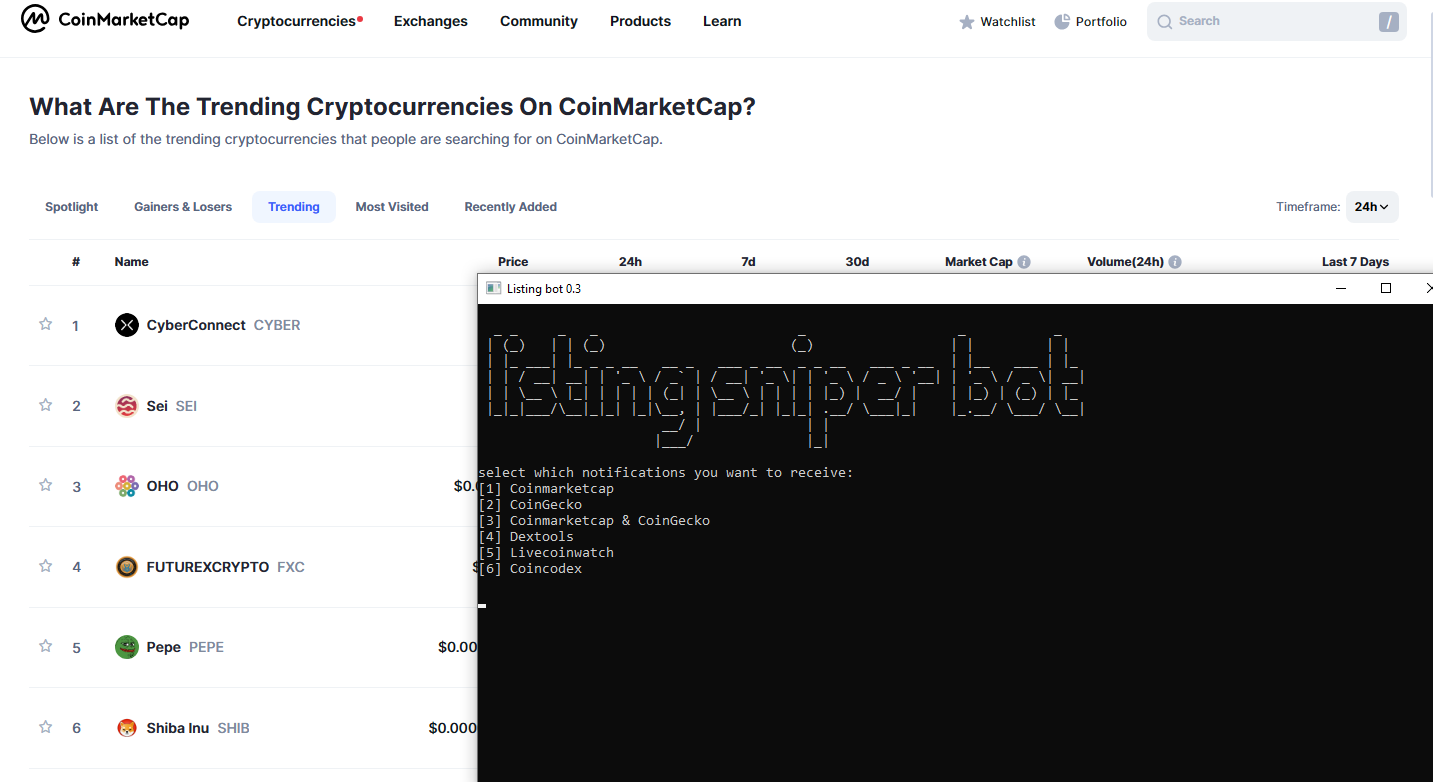 CoinMarketCap Cryptocurrencies Exchanges Community Products Learn Watchlist Portfolio Search /
What Are The Trending Cryptocurrencies On CoinMarketCap?
Below is a list of the trending cryptocurrencies that people are searching for on CoinMarketCap.
Spotlight Gainers & Losers Trending Most Visited Recently Added Timeframe: 24h
# Name Price 24h 7d 30d Market Cap Volume(24h) Last 7 Days
1 CyberConnect CYBER
2 Sei SEI
3 OHO OHO $0.
4 FUTUREXCRYPTO FXC $
5 Pepe PEPE $0.00
6 Shiba Inu SHIB $0.000
Listing bot 0.3
listing sniper bot
select which notifications you want to receive:
[1] Coinmarketcap
[2] CoinGecko
[3] Coinmarketcap & CoinGecko
[4] Dextools
[5] Livecoinwatch
[6] Coincodex